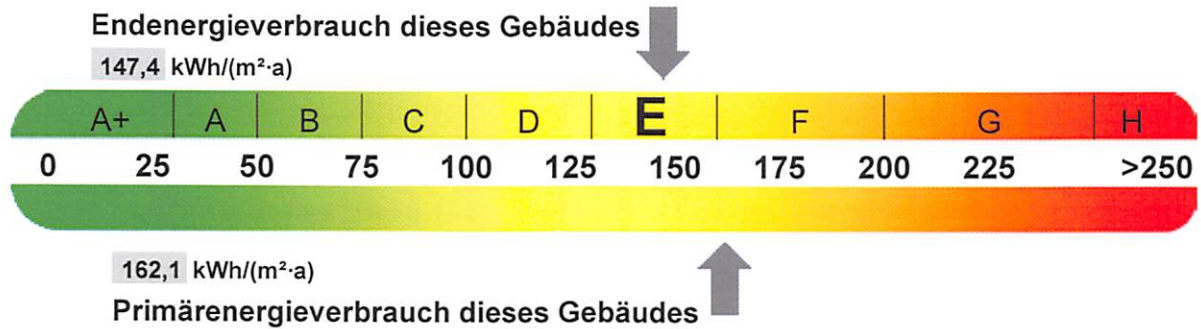 Endenergieverbrauch dieses Gebäudes
147,4 kWh/(m²·a)
A+ A B C D E F G H
0 25 50 75 100 125 150 175 200 225 >250
162,1 kWh/(m²·a)
Primärenergieverbrauch dieses Gebäudes